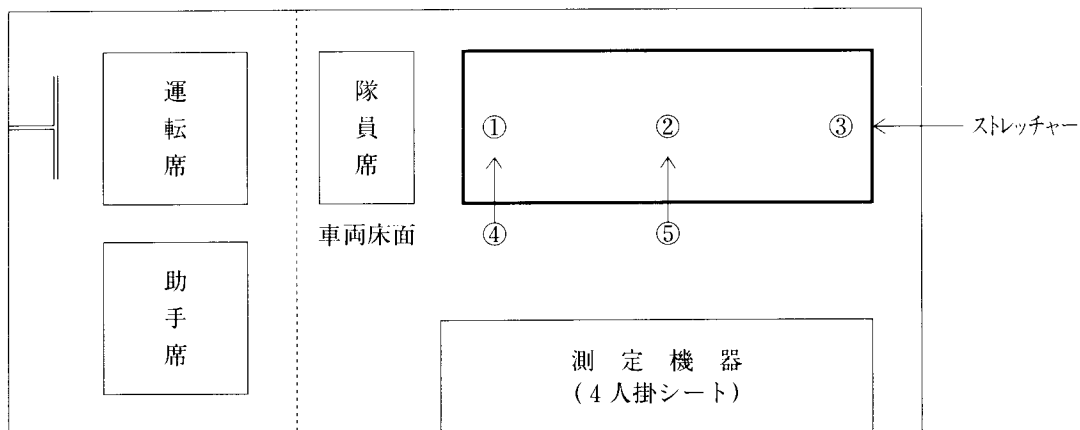 運転席
隊員席
① ② ③
ストレッチャー
車両床面
④ ⑤
助手席
測定機器
(4人掛シート)